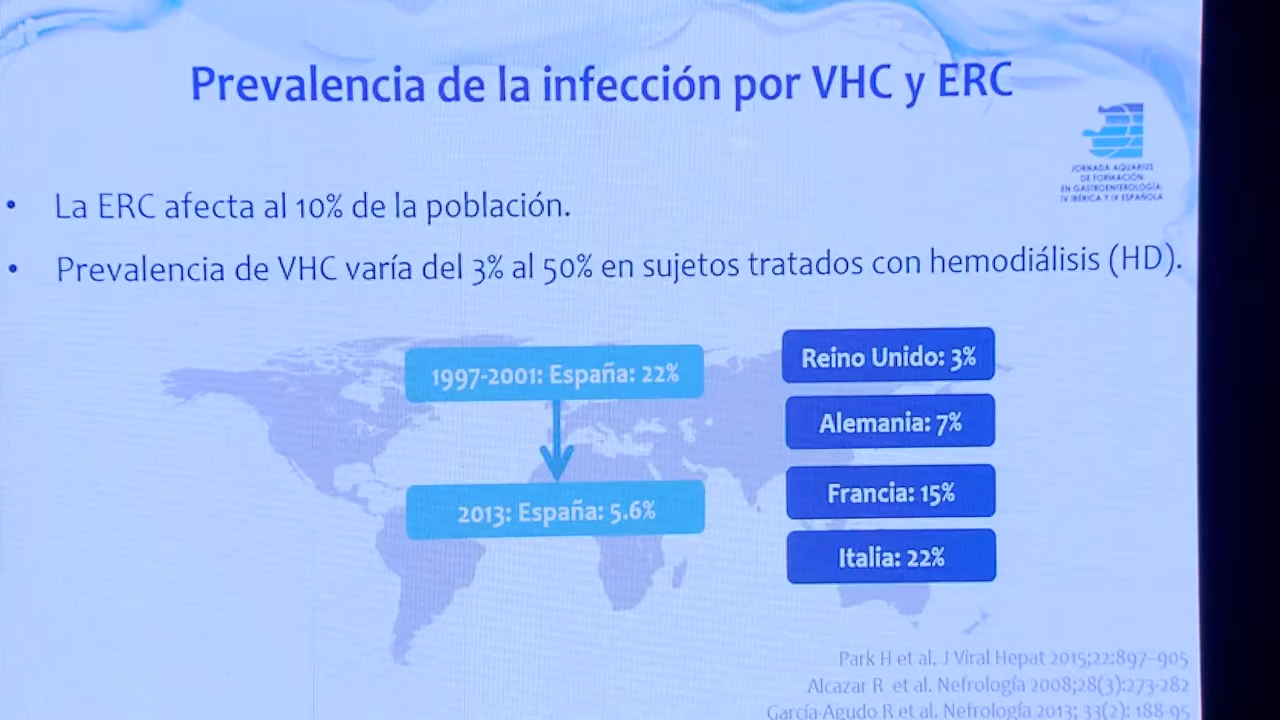 Prevalencia de la infección por VHC y ERC
JORNADA AQUARIUS
DE FORMACIÓN
EN GASTROENTEROLOGÍA:
IV IBÉRICA Y IX ESPAÑOLA
• La ERC afecta al 10% de la población.
• Prevalencia de VHC varía del 3% al 50% en sujetos tratados con hemodiálisis (HD).
1997-2001: España: 22%
2013: España: 5.6%
Reino Unido: 3%
Alemania: 7%
Francia: 15%
Italia: 22%
Park H et al. J Viral Hepat 2015;22:897–905
Alcazar R et al. Nefrología 2008;28(3):273-282
García-Agudo R et al. Nefrología 2013; 33(2): 188-95